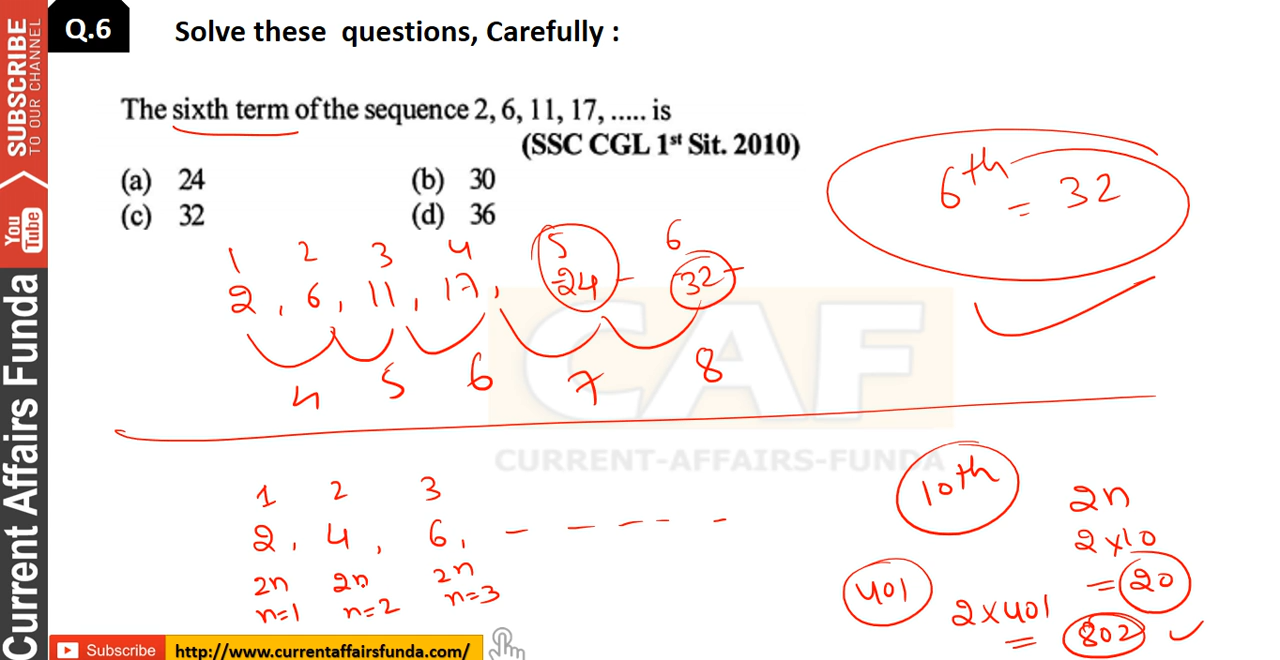 Q.6
Solve these questions, Carefully :
SUBSCRIBE
TO OUR CHANNEL
You
Tube
Current Affairs Funda
The sixth term of the sequence 2, 6, 11, 17, ..... is
(SSC CGL 1st Sit. 2010)
(a) 24 (b) 30
(c) 32 (d) 36
6th = 32
1 2 3 4 5 6
2, 6, 11, 17, 24 32
4 5 6 7 8
CAF
CURRENT-AFFAIRS-FUNDA
1 2 3
2, 4, 6,
2n 2n 2n
n=1 n=2 n=3
10th
2n
2×10
=20
401
2×401
= 802
Subscribe
http://www.currentaffairsfunda.com/